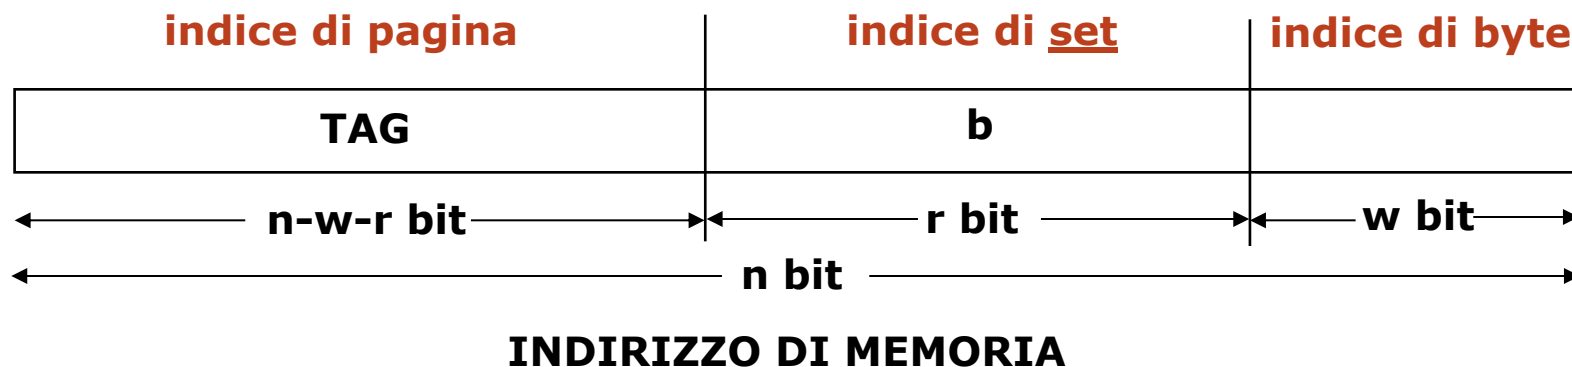 indice di pagina indice di set indice di byte
TAG b
n-w-r bit r bit w bit
n bit
INDIRIZZO DI MEMORIA